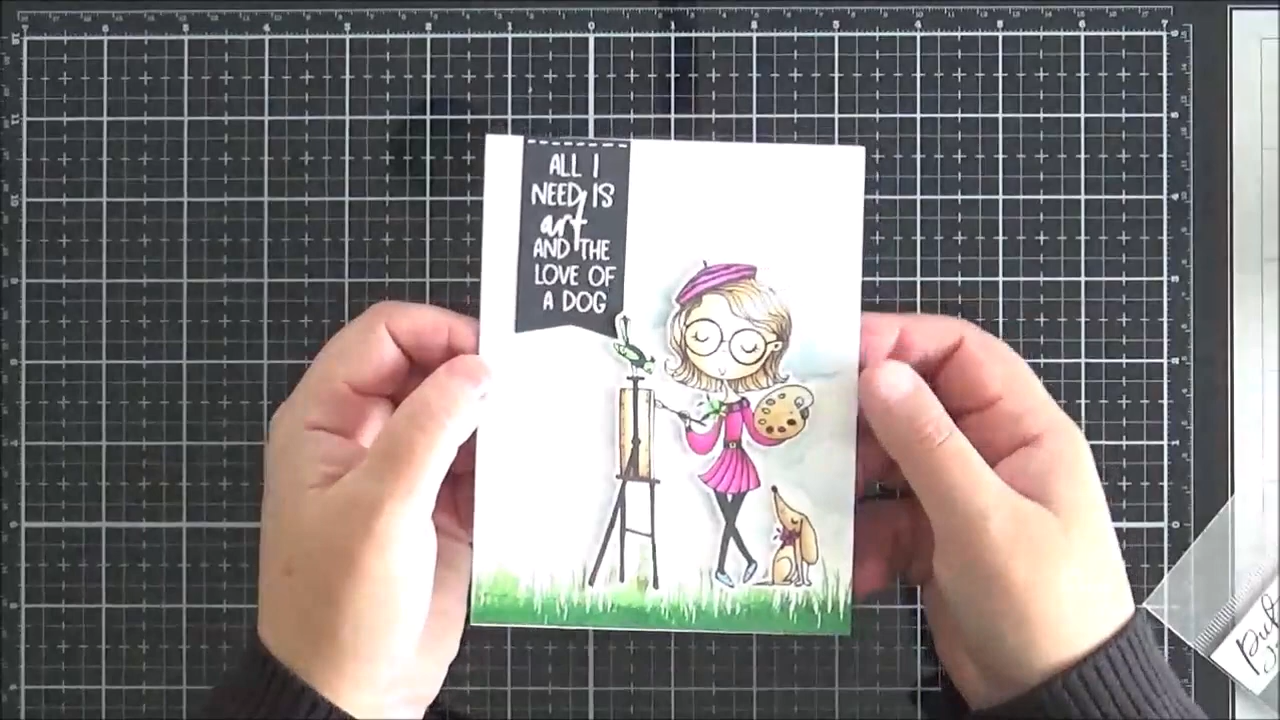 ALL I
NEED IS
art
AND THE
LOVE OF
A DOG